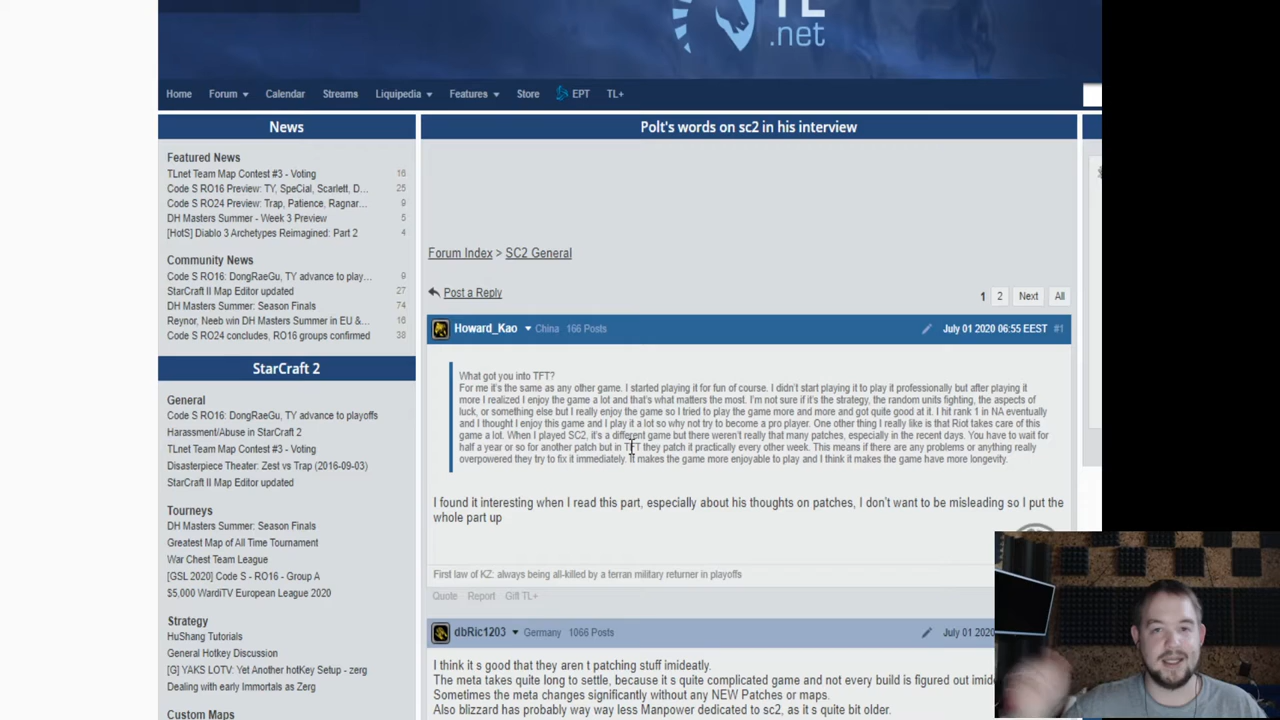 TL
.net
Home Forum Calendar Streams Liquipedia Features Store EPT TL+
News
Featured News
TLnet Team Map Contest #3 - Voting 16
Code S RO16 Preview: TY, SpeCial, Scarlett, D... 25
Code S RO24 Preview: Trap, Patience, Ragnar... 9
DH Masters Summer - Week 3 Preview 5
[HotS] Diablo 3 Archetypes Reimagined: Part 2 4
Community News
Code S RO16: DongRaeGu, TY advance to play... 9
StarCraft II Map Editor updated 27
DH Masters Summer: Season Finals 74
Reynor, Neeb win DH Masters Summer in EU &... 16
Code S RO24 concludes, RO16 groups confirmed 38
StarCraft 2
General
Code S RO16: DongRaeGu, TY advance to playoffs
Harassment/Abuse in StarCraft 2
TLnet Team Map Contest #3 - Voting
Disasterpiece Theater: Zest vs Trap (2016-09-03)
StarCraft II Map Editor updated
Tourneys
DH Masters Summer: Season Finals
Greatest Map of All Time Tournament
War Chest Team League
[GSL 2020] Code S - RO16 - Group A
$5,000 WardiTV European League 2020
Strategy
HuShang Tutorials
General Hotkey Discussion
[G] YAKS LOTV: Yet Another hotKey Setup - zerg
Dealing with early Immortals as Zerg
Custom Maps
Polt's words on sc2 in his interview
Forum Index > SC2 General
Post a Reply
1 2 Next All
Howard_Kao China 166 Posts July 01 2020 06:55 EEST #1
What got you into TFT?
For me it's the same as any other game. I started playing it for fun of course. I didn't start playing it to play it professionally but after playing it
more I realized I enjoy the game a lot and that's what matters the most. I'm not sure if it's the strategy, the random units fighting, the aspects of
luck, or something else but I really enjoy the game so I tried to play the game more and more and got quite good at it. I hit rank 1 in NA eventually
and I thought I enjoy this game and I play it a lot so why not try to become a pro player. One other thing I really like is that Riot takes care of this
game a lot. When I played SC2, it's a different game but there weren't really that many patches, especially in the recent days. You have to wait for
half a year or so for another patch but in TFT they patch it practically every other week. This means if there are any problems or anything really
overpowered they try to fix it immediately. It makes the game more enjoyable to play and I think it makes the game have more longevity.
I found it interesting when I read this part, especially about his thoughts on patches, I don't want to be misleading so I put the
whole part up
First law of KZ: always being all-killed by a terran military returner in playoffs
Quote Report Gift TL+
dbRic1203 Germany 1066 Posts July 01 2020
I think it s good that they aren t patching stuff imideatly.
The meta takes quite long to settle, because it s quite complicated game and not every build is figured out imide
Sometimes the meta changes significantly without any NEW Patches or maps.
Also blizzard has probably way way less Manpower dedicated to sc2, as it s quite bit older.